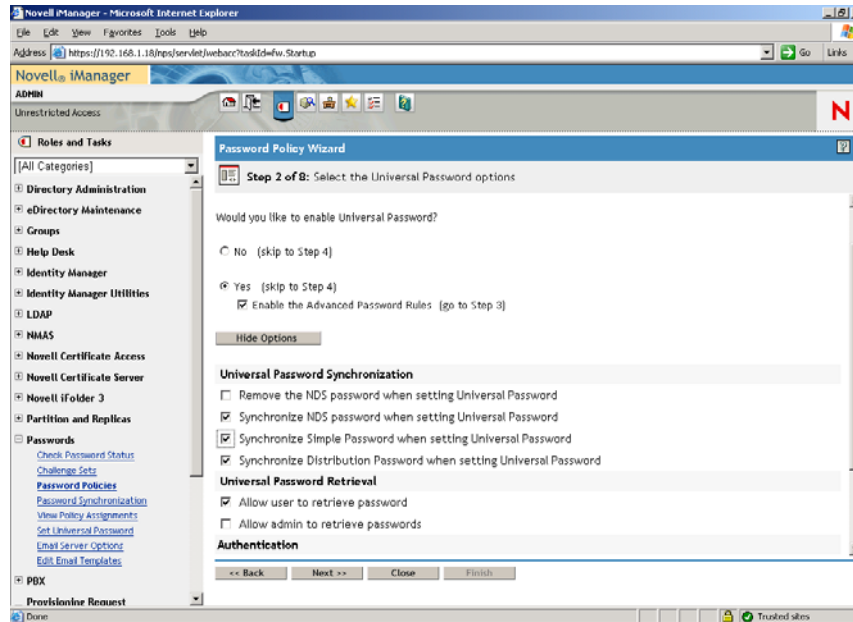 Novell iManager - Microsoft Internet Explorer
File Edit View Favorites Tools Help
Address https://192.168.1.18/nps/servlet/webacc?taskId=fw.Startup Go Links
Novell® iManager
ADMIN
Unrestricted Access
N
Roles and Tasks
[All Categories]
Directory Administration
eDirectory Maintenance
Groups
Help Desk
Identity Manager
Identity Manager Utilities
LDAP
NMAS
Novell Certificate Access
Novell Certificate Server
Novell iFolder 3
Partition and Replicas
Passwords
Check Password Status
Challenge Sets
Password Policies
Password Synchronization
View Policy Assignments
Set Universal Password
Email Server Options
Edit Email Templates
PBX
Provisioning Request
Password Policy Wizard
?
Step 2 of 8: Select the Universal Password options
Would you like to enable Universal Password?
No (skip to Step 4)
Yes (skip to Step 4)
Enable the Advanced Password Rules (go to Step 3)
Hide Options
Universal Password Synchronization
Remove the NDS password when setting Universal Password
Synchronize NDS password when setting Universal Password
Synchronize Simple Password when setting Universal Password
Synchronize Distribution Password when setting Universal Password
Universal Password Retrieval
Allow user to retrieve password
Allow admin to retrieve passwords
Authentication
<< Back Next >> Close Finish
Done Trusted sites